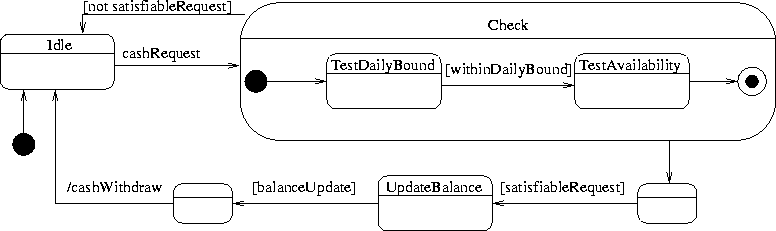 [not satisfiableRequest]
Check
Idle
cashRequest
TestDailyBound
[withinDailyBound]
TestAvailability
/cashWithdraw
[balanceUpdate]
UpdateBalance
[satisfiableRequest]